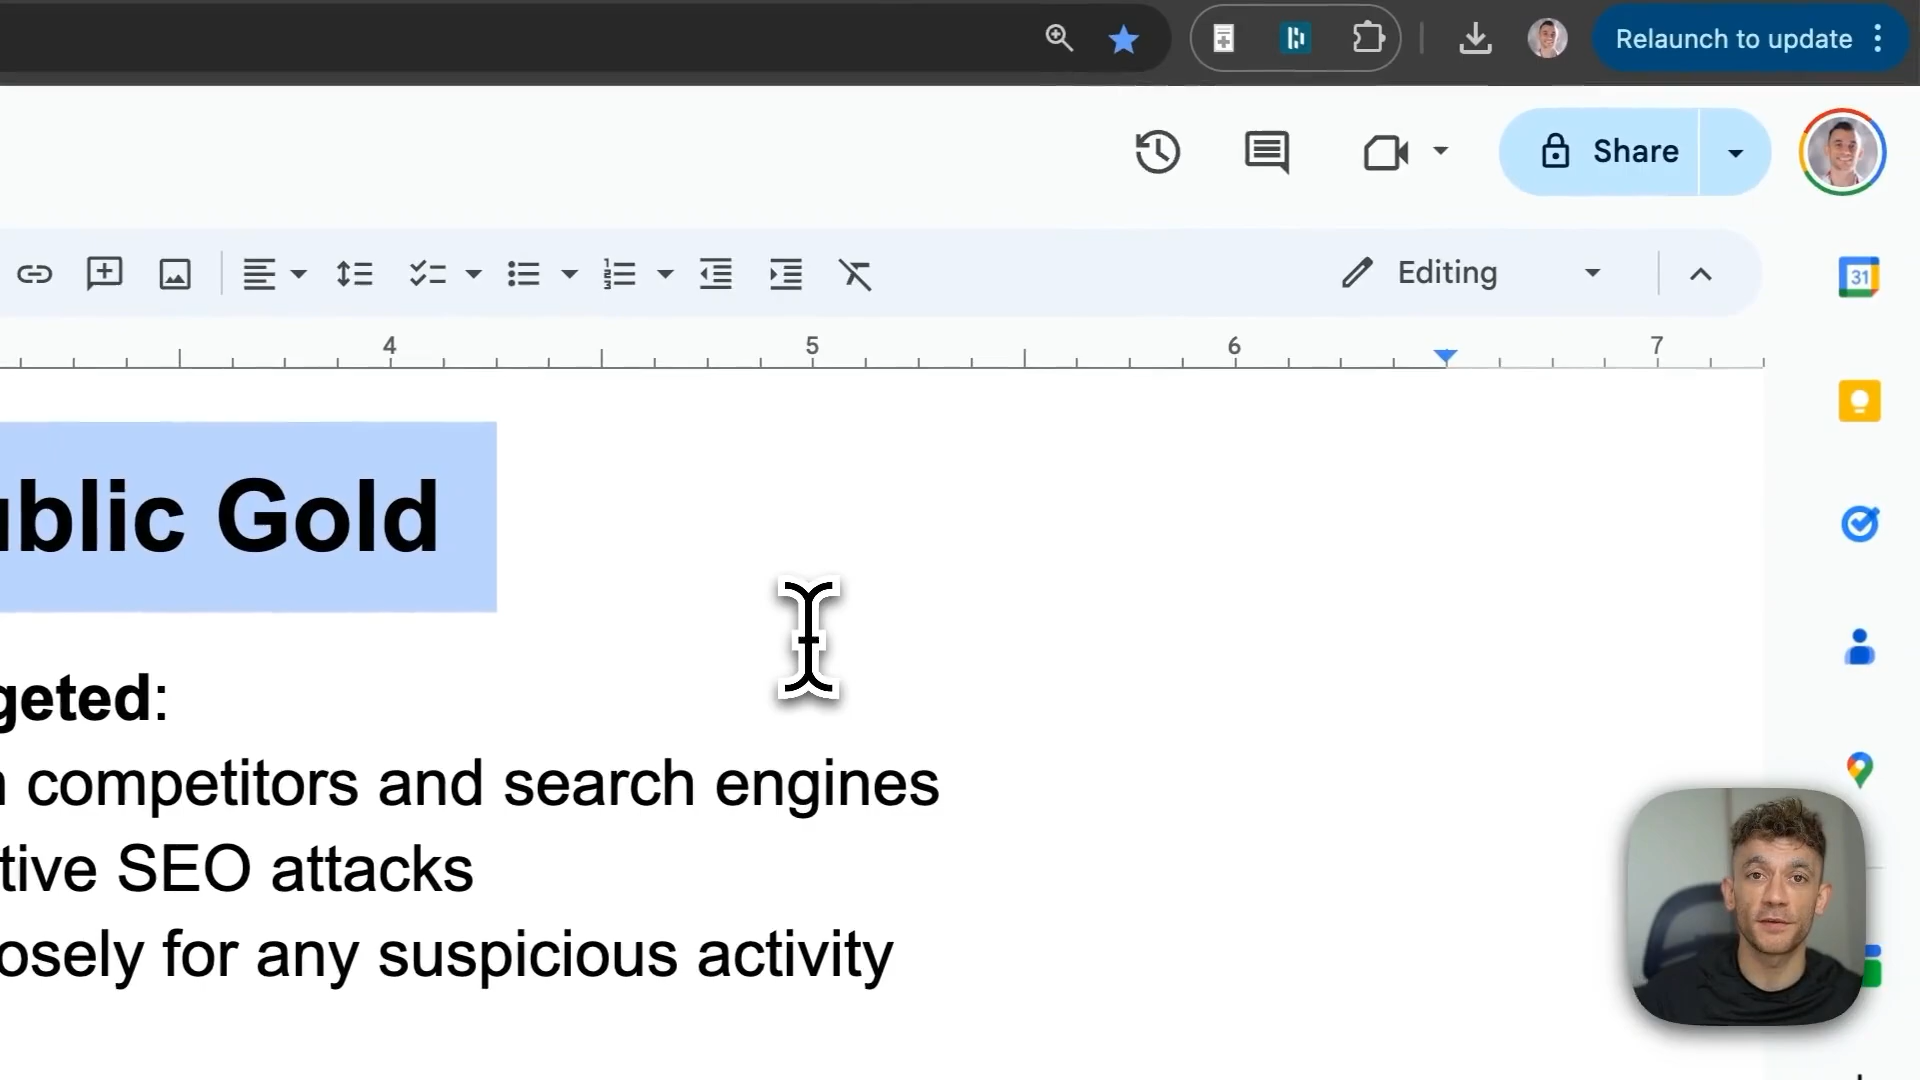 Relaunch to update
Share
Editing
31
4 5 6 7
ublic Gold
geted:
competitors and search engines
tive SEO attacks
osely for any suspicious activity